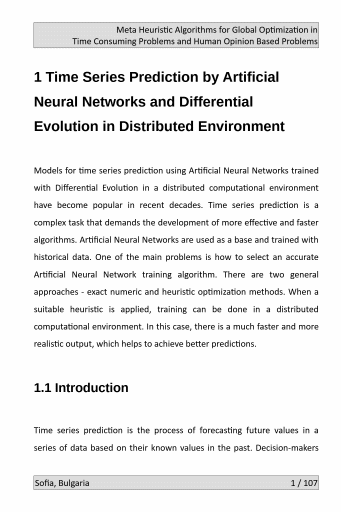 Meta Heuristic Algorithms for Global Optimization in
Time Consuming Problems and Human Opinion Based Problems
1 Time Series Prediction by Artificial
Neural Networks and Differential
Evolution in Distributed Environment
Models for time series prediction using Artificial Neural Networks trained
with Differential Evolution in a distributed computational environment
have become popular in recent decades. Time series prediction is a
complex task that demands the development of more effective and faster
algorithms. Artificial Neural Networks are used as a base and trained with
historical data. One of the main problems is how to select an accurate
Artificial Neural Network training algorithm. There are two general
approaches - exact numeric and heuristic optimization methods. When a
suitable heuristic is applied, training can be done in a distributed
computational environment. In this case, there is a much faster and more
realistic output, which helps to achieve better predictions.
1.1 Introduction
Time series prediction is the process of forecasting future values in a
series of data based on their known values in the past. Decision-makers
Sofia, Bulgaria 1 / 107